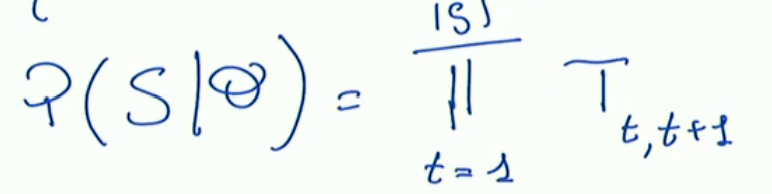 P(S|Θ) = ∏_{t=1}^{|S|} T_{t,t+1}